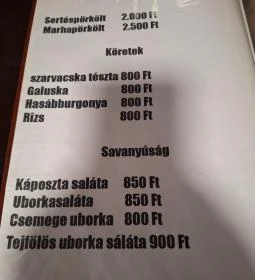 Sertéspörkölt 2.000 Ft
Marhapörkölt 2.500 Ft
Köretek
szarvacska tészta 800 Ft
Galuska 800 Ft
Hasábburgonya 800 Ft
Rizs 800 Ft
Savanyúság
Káposzta saláta 850 Ft
Uborkasaláta 850 Ft
Csemege uborka 800 Ft
Tejfölös uborka sáláta 900 Ft